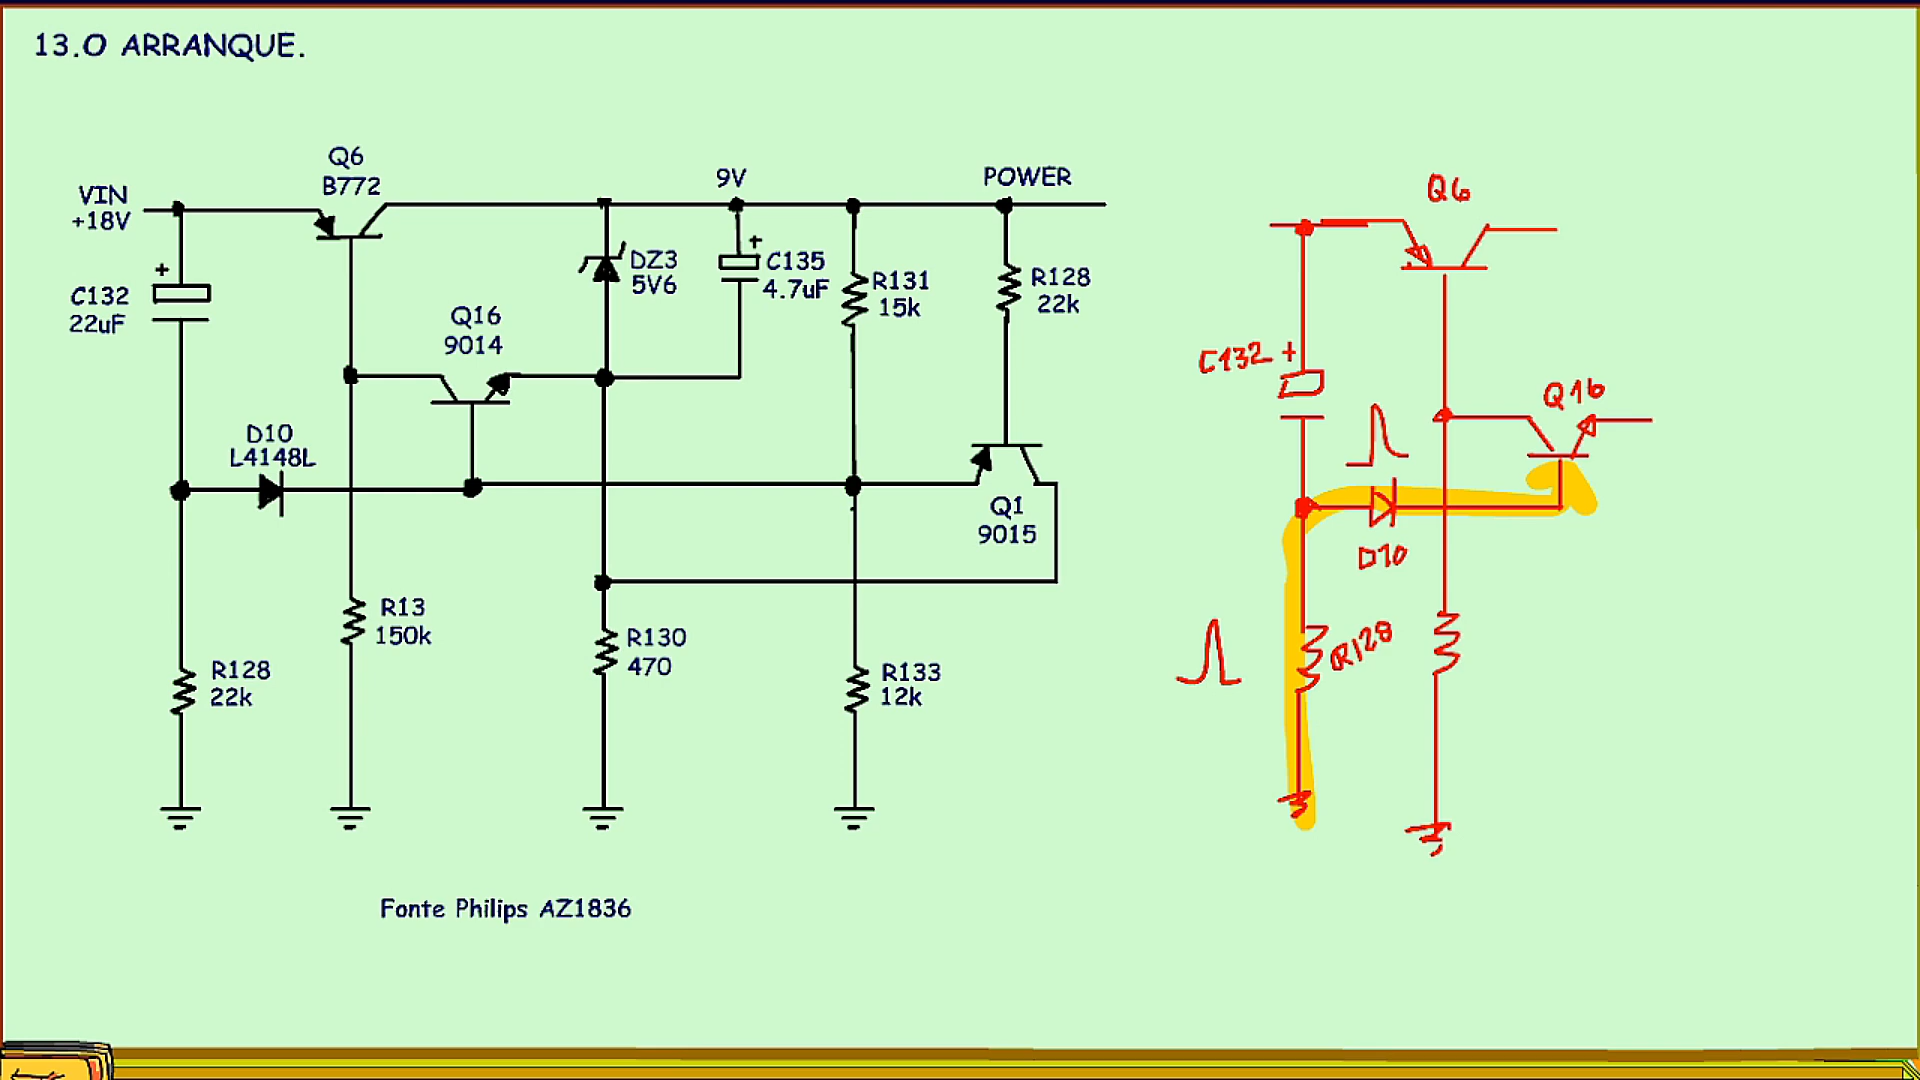 13.O ARRANQUE.
Q6
B772
VIN
+18V
9V
POWER
+
C132
22uF
Q16
9014
DZ3
5V6
+
C135
4.7uF
R131
15k
R128
22k
D10
L4148L
Q1
9015
R13
150k
R128
22k
R130
470
R133
12k
Fonte Philips AZ1836
Q6
C132 +
Q16
D10
R128